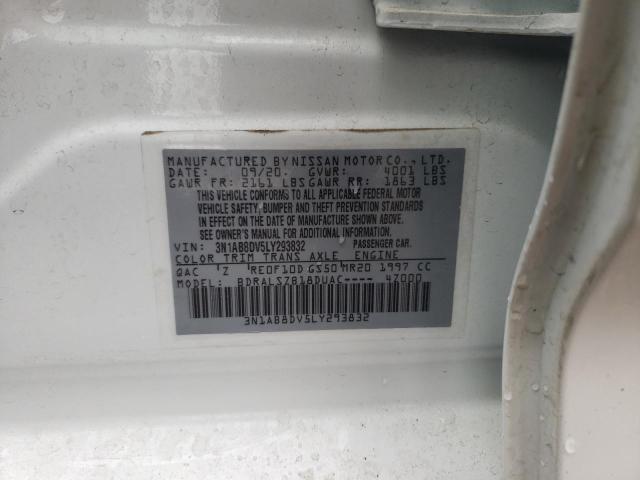 MANUFACTURED BY NISSAN MOTOR CO., LTD.
DATE: 09/20. GVWR: 4001 LBS
GAWR FR: 2161 LBS GAWR RR: 1863 LBS
THIS VEHICLE CONFORMS TO ALL APPLICABLE FEDERAL MOTOR
VEHICLE SAFETY, BUMPER AND THEFT PREVENTION STANDARDS
IN EFFECT ON THE DATE OF MANUFACTURE SHOWN ABOVE.
SEE OWNER'S MANUAL FOR ADDITIONAL INFORMATION.
VIN: 3N1AB8DV5LY293832 PASSENGER CAR.
COLOR TRIM TRANS AXLE ENGINE
QAC Z RE0F10D GS50 MR20 1997 CC
MODEL: BDRALSZB18DUAC---- 4Z000
3N1AB8DV5LY293832